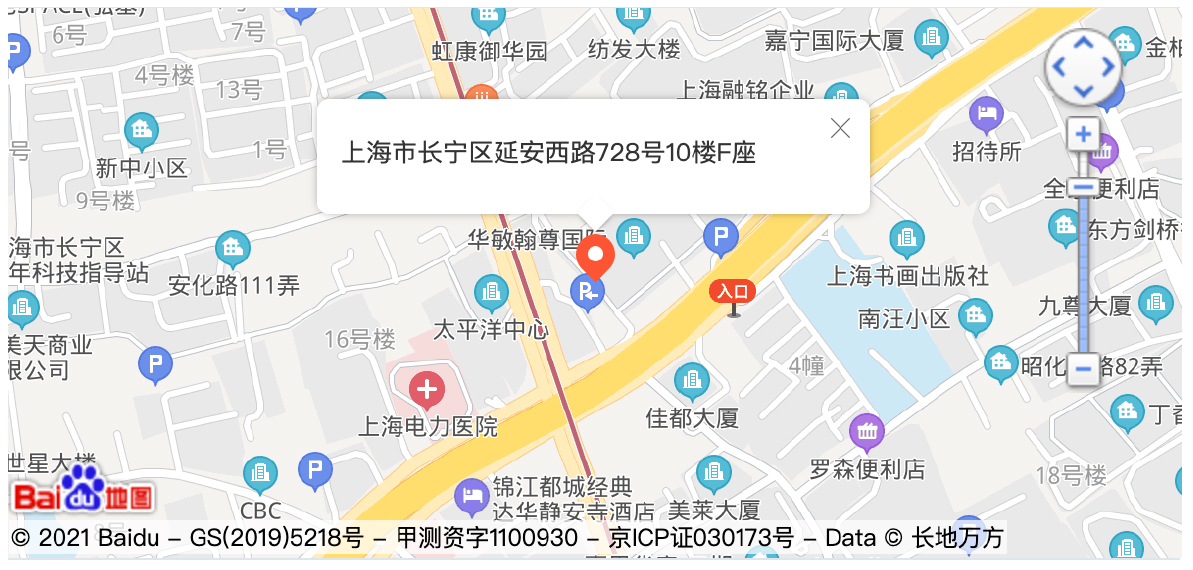 6号
7号
虹康御华园
纺发大楼
嘉宁国际大厦
金柏
P
4号楼
13号
上海融铭企业
招待所
1号
新中小区
上海市长宁区延安西路728号10楼F座
9号楼
便利店
海市长宁区
年科技指导站
安化路111弄
华敏翰尊国际
P
东方剑桥
上海书画出版社
入口
太平洋中心
南汪小区
九尊大厦
16号楼
美天商业
限公司
P
4幢
昭化
路82弄
上海电力医院
佳都大厦
丁香
世星大楼
P
罗森便利店
18号楼
CBC
锦江都城经典
达华静安寺酒店
美莱大厦
Baidu地图
© 2021 Baidu - GS(2019)5218号 - 甲测资字1100930 - 京ICP证030173号 - Data © 长地万方